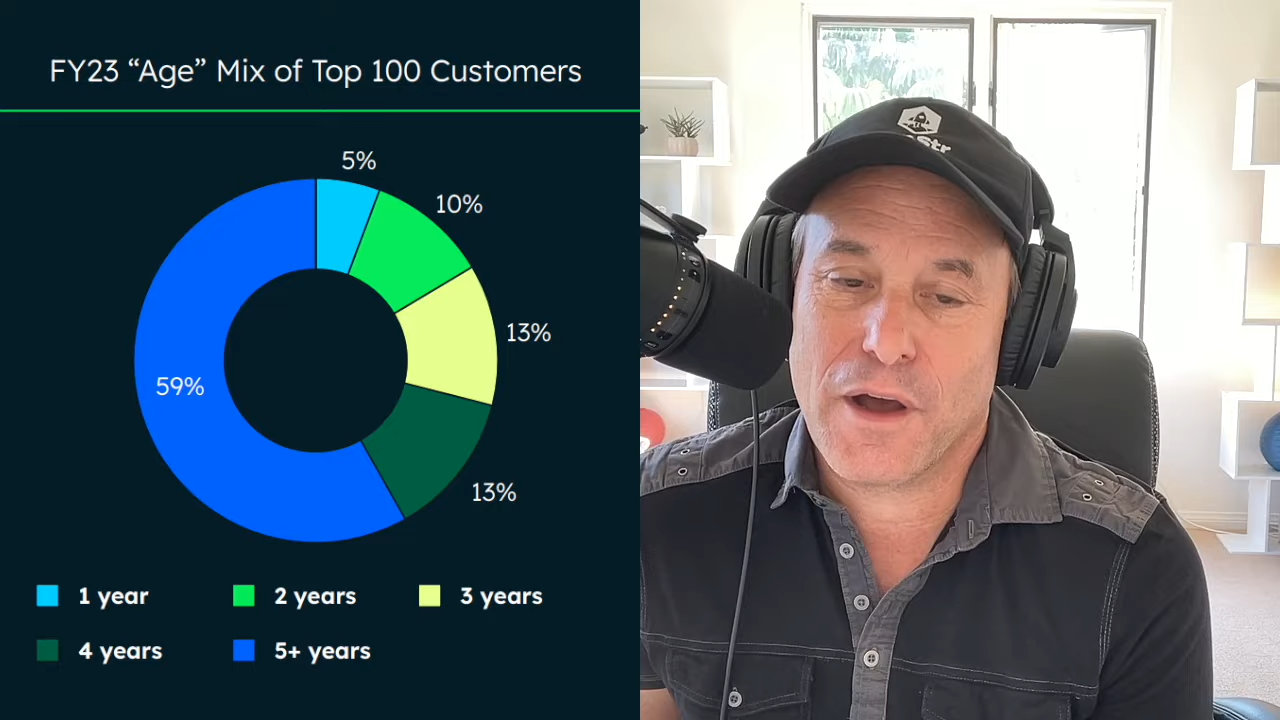 FY23 “Age” Mix of Top 100 Customers
5%
10%
13%
59%
13%
1 year
2 years
3 years
4 years
5+ years